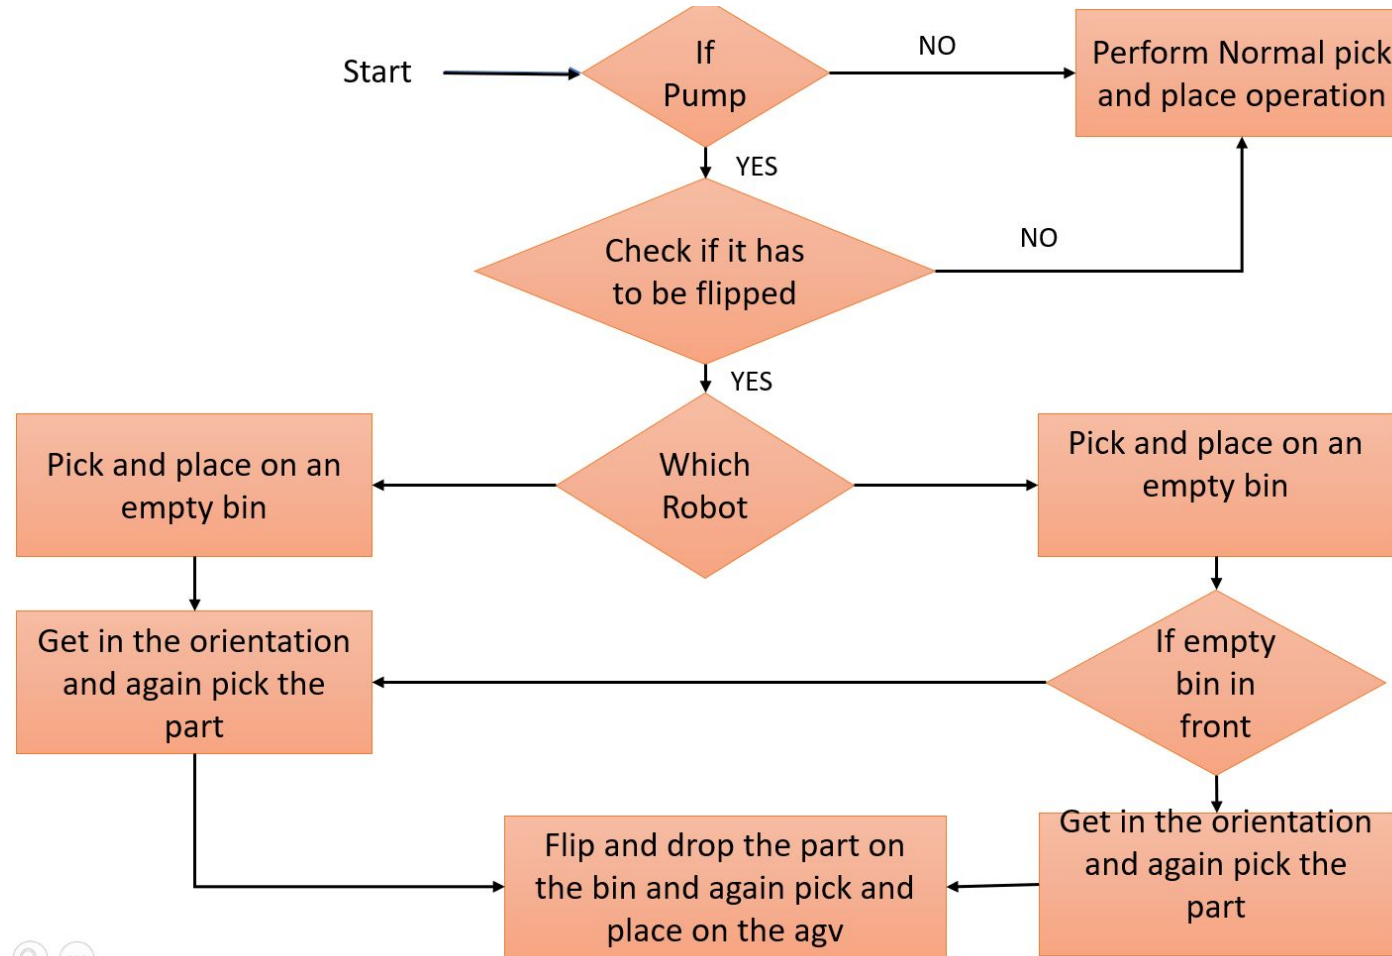 Start
If
Pump
NO
Perform Normal pick
and place operation
YES
Check if it has
to be flipped
NO
YES
Pick and place on an
empty bin
Which
Robot
Pick and place on an
empty bin
Get in the orientation
and again pick the
part
If empty
bin in
front
Flip and drop the part on
the bin and again pick and
place on the agv
Get in the orientation
and again pick the
part